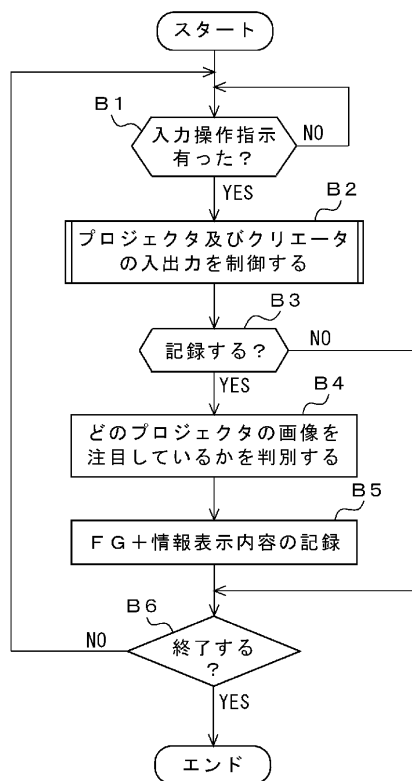 スタート
B1
入力操作指示
有った?
NO
YES
B2
プロジェクタ及びクリエータ
の入出力を制御する
B3
記録する?
NO
YES
B4
どのプロジェクタの画像を
注目しているかを判別する
B5
FG+情報表示内容の記録
B6
終了する
?
NO
YES
エンド